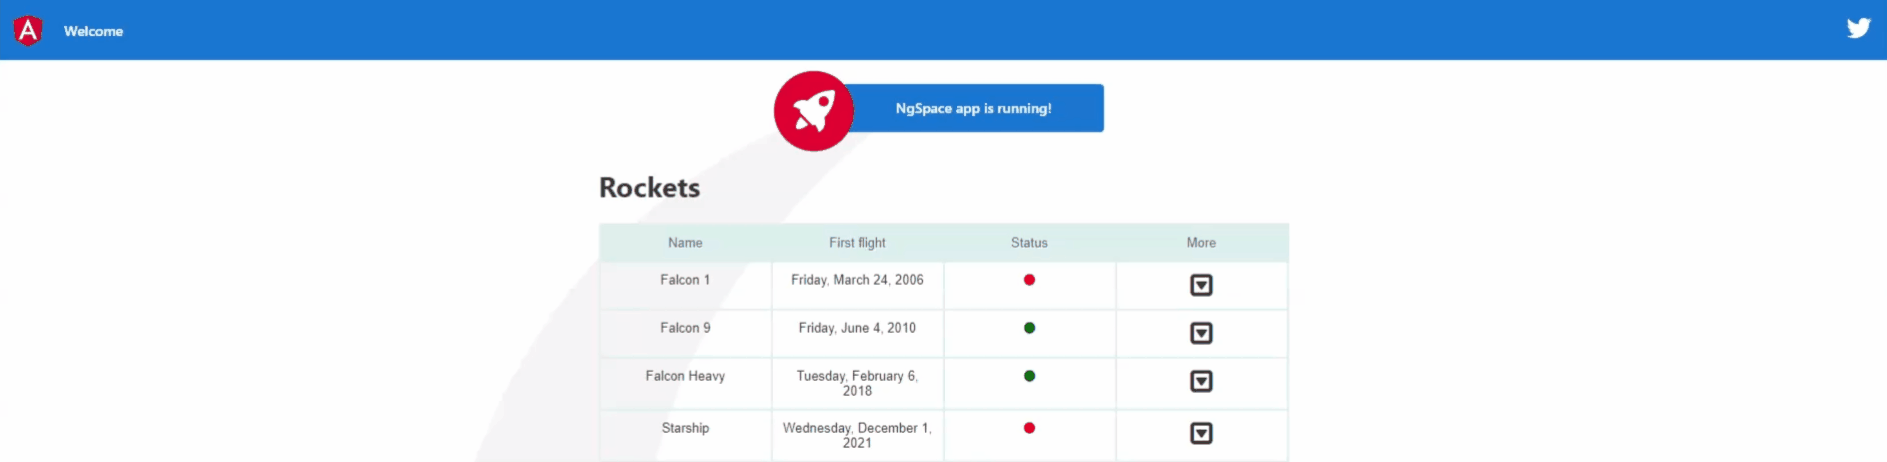 A
Welcome
NgSpace app is running!
Rockets
Name First flight Status More
Falcon 1 Friday, March 24, 2006
Falcon 9 Friday, June 4, 2010
Falcon Heavy Tuesday, February 6,
2018
Starship Wednesday, December 1,
2021